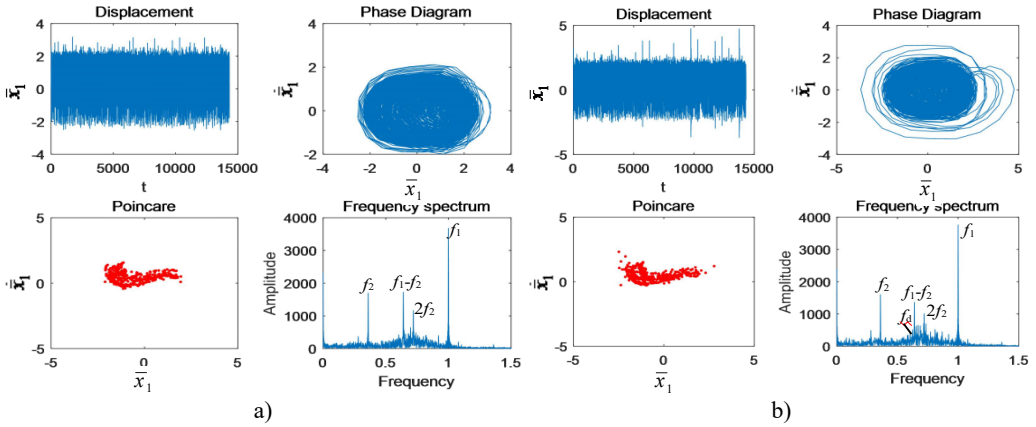 Displacement
4
2
0
-2
-4
x̄̇1
0
5000
10000
15000
t
Phase Diagram
4
2
0
-2
-4
x̄̇1
-4
-2
0
2
4
x̄1
Poincare
5
0
-5
x̄̇1
-5
0
5
x̄1
Frequency spectrum
4000
3000
2000
1000
0
Amplitude
f1
f2
f1-f2
2f2
0
0.5
1
1.5
Frequency
a)
Displacement
5
0
-5
x̄1
0
5000
10000
15000
t
Phase Diagram
4
2
0
-2
-4
x̄̇1
-5
0
5
x̄1
Poincare
5
0
-5
x̄̇1
-5
0
5
x̄1
Frequency spectrum
4000
3000
2000
1000
0
Amplitude
f1
f2
f1-f2
fd
2f2
0
0.5
1
1.5
Frequency
b)